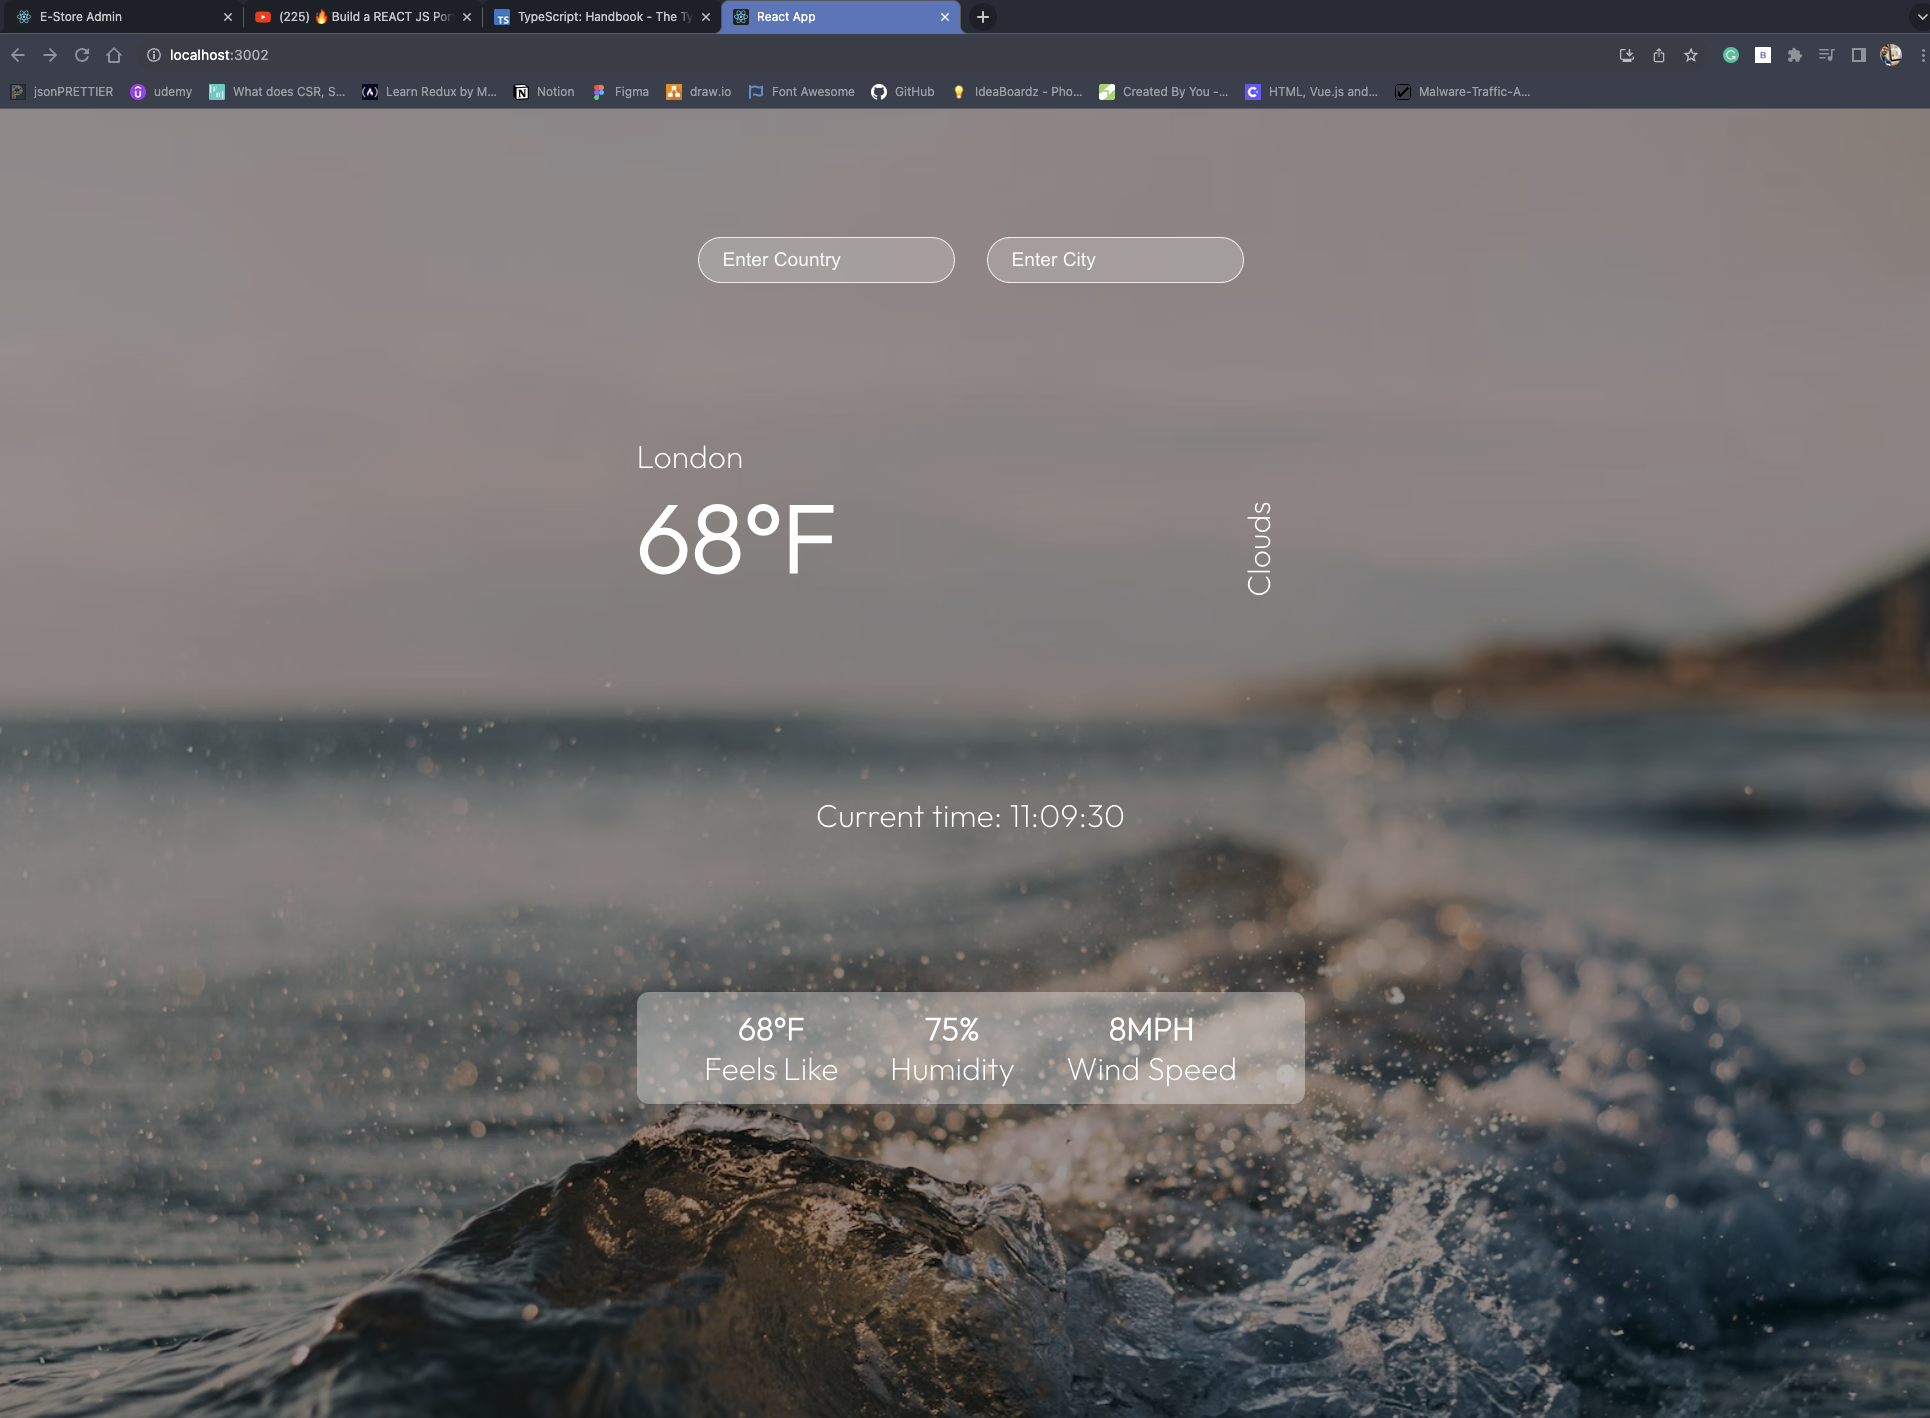 E-Store Admin
(225) 🔥 Build a REACT JS Por
TypeScript: Handbook - The Ty
React App
localhost:3002
jsonPRETTIER
udemy
What does CSR, S...
Learn Redux by M...
Notion
Figma
draw.io
Font Awesome
GitHub
IdeaBoardz - Pho...
Created By You -...
HTML, Vue.js and...
Malware-Traffic-A...
Enter Country
Enter City
London
68°F
Clouds
Current time: 11:09:30
68°F 75% 8MPH
Feels Like Humidity Wind Speed